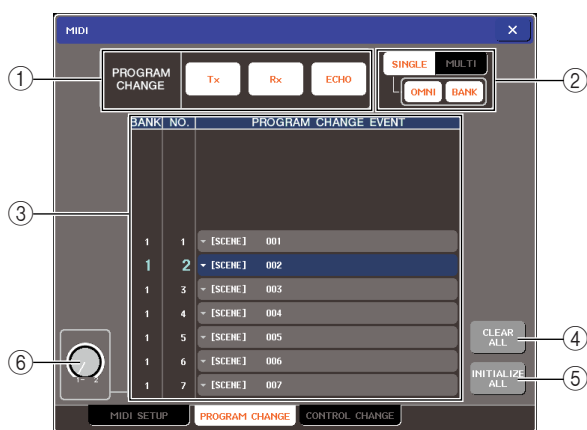 MIDI
PROGRAM CHANGE
Tx
Rx
ECHO
SINGLE
MULTI
OMNI
BANK
1
2
BANK NO. PROGRAM CHANGE EVENT
3
1 1 [SCENE] 001
1 2 [SCENE] 002
1 3 [SCENE] 003
1 4 [SCENE] 004
1 5 [SCENE] 005
1 6 [SCENE] 006
1 7 [SCENE] 007
CLEAR ALL
4
INITIALIZE ALL
5
6
1- 2
MIDI SETUP
PROGRAM CHANGE
CONTROL CHANGE